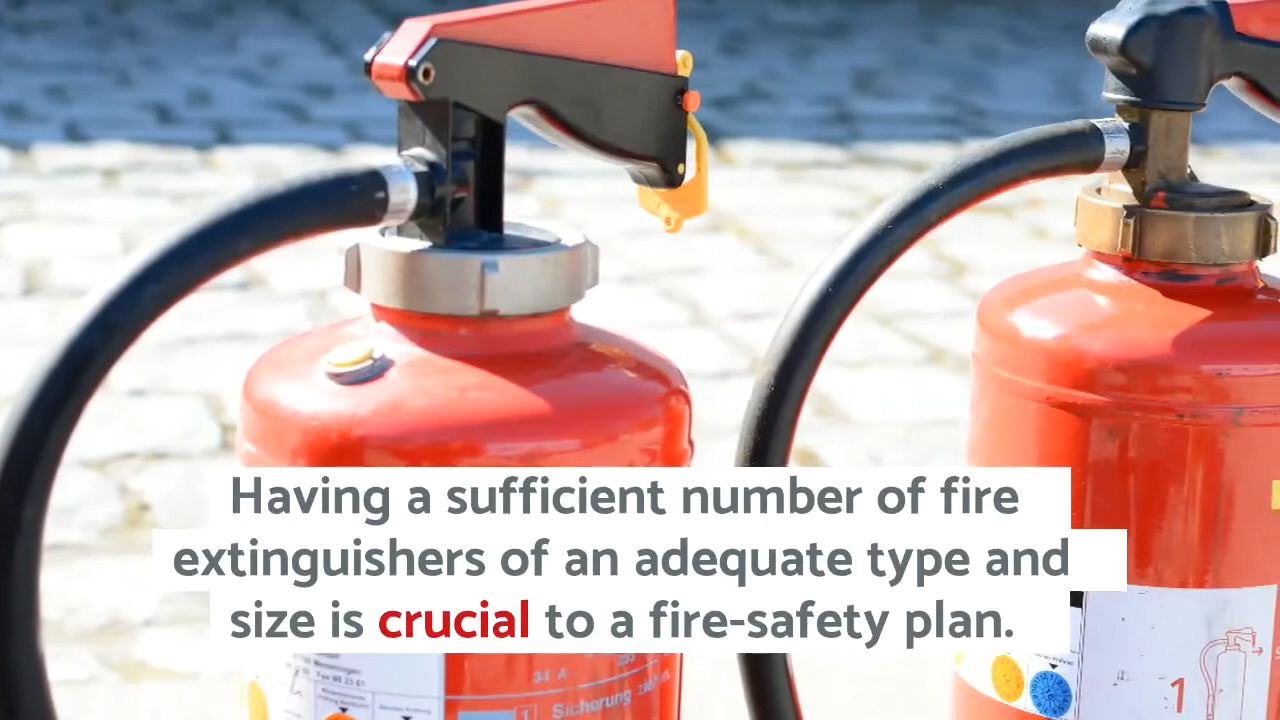 Having a sufficient number of fire
extinguishers of an adequate type and
size is crucial to a fire-safety plan.
34 A
1 Sicherung
1